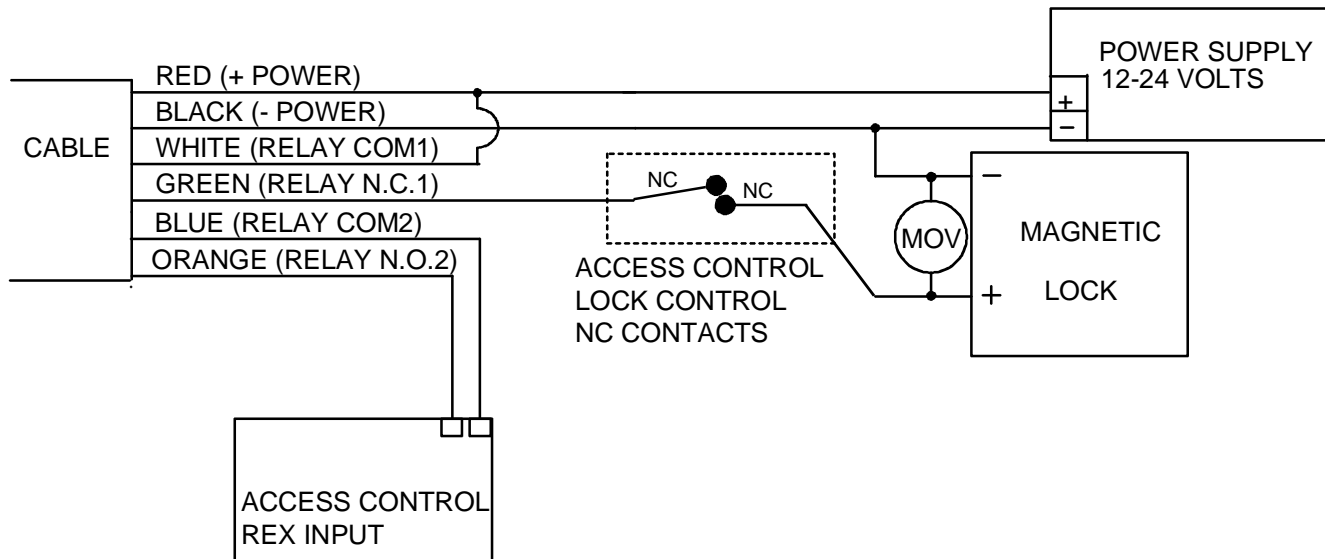 POWER SUPPLY
12-24 VOLTS
+
−
RED (+ POWER)
BLACK (- POWER)
CABLE
WHITE (RELAY COM1)
GREEN (RELAY N.C.1)
BLUE (RELAY COM2)
ORANGE (RELAY N.O.2)
NC
NC
ACCESS CONTROL
LOCK CONTROL
NC CONTACTS
MOV
−
+
MAGNETIC
LOCK
ACCESS CONTROL
REX INPUT